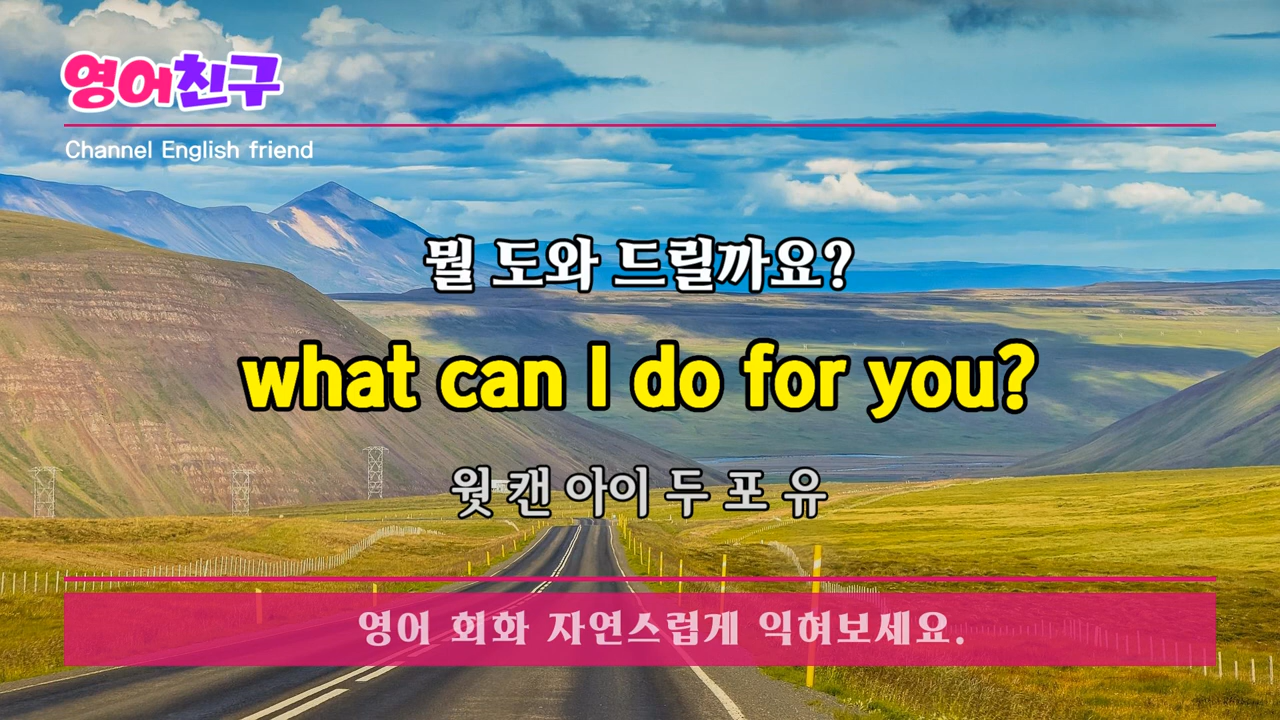 영어친구
Channel English friend
뭘 도와 드릴까요?
what can I do for you?
왓 캔 아이 두 포 유
영어 회화 자연스럽게 익혀보세요.